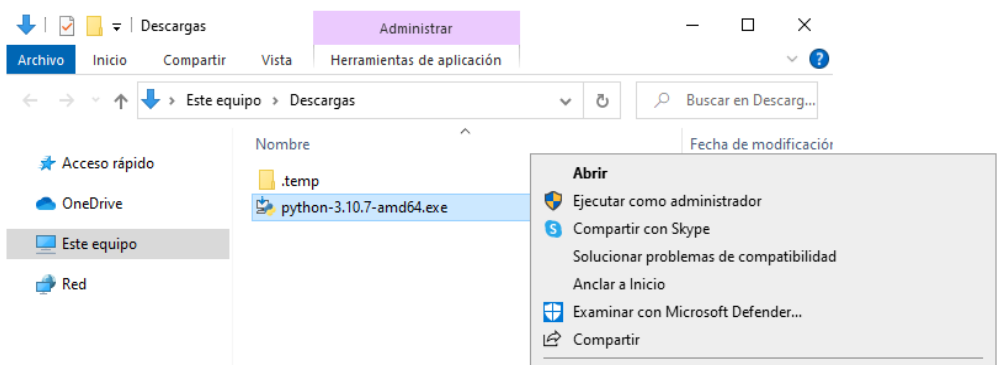 Descargas
Administrar
Archivo Inicio Compartir Vista Herramientas de aplicación
Este equipo Descargas Buscar en Descarg...
Nombre Fecha de modificación
Acceso rápido
.temp
python-3.10.7-amd64.exe
OneDrive
Este equipo
Red
Abrir
Ejecutar como administrador
Compartir con Skype
Solucionar problemas de compatibilidad
Anclar a Inicio
Examinar con Microsoft Defender...
Compartir